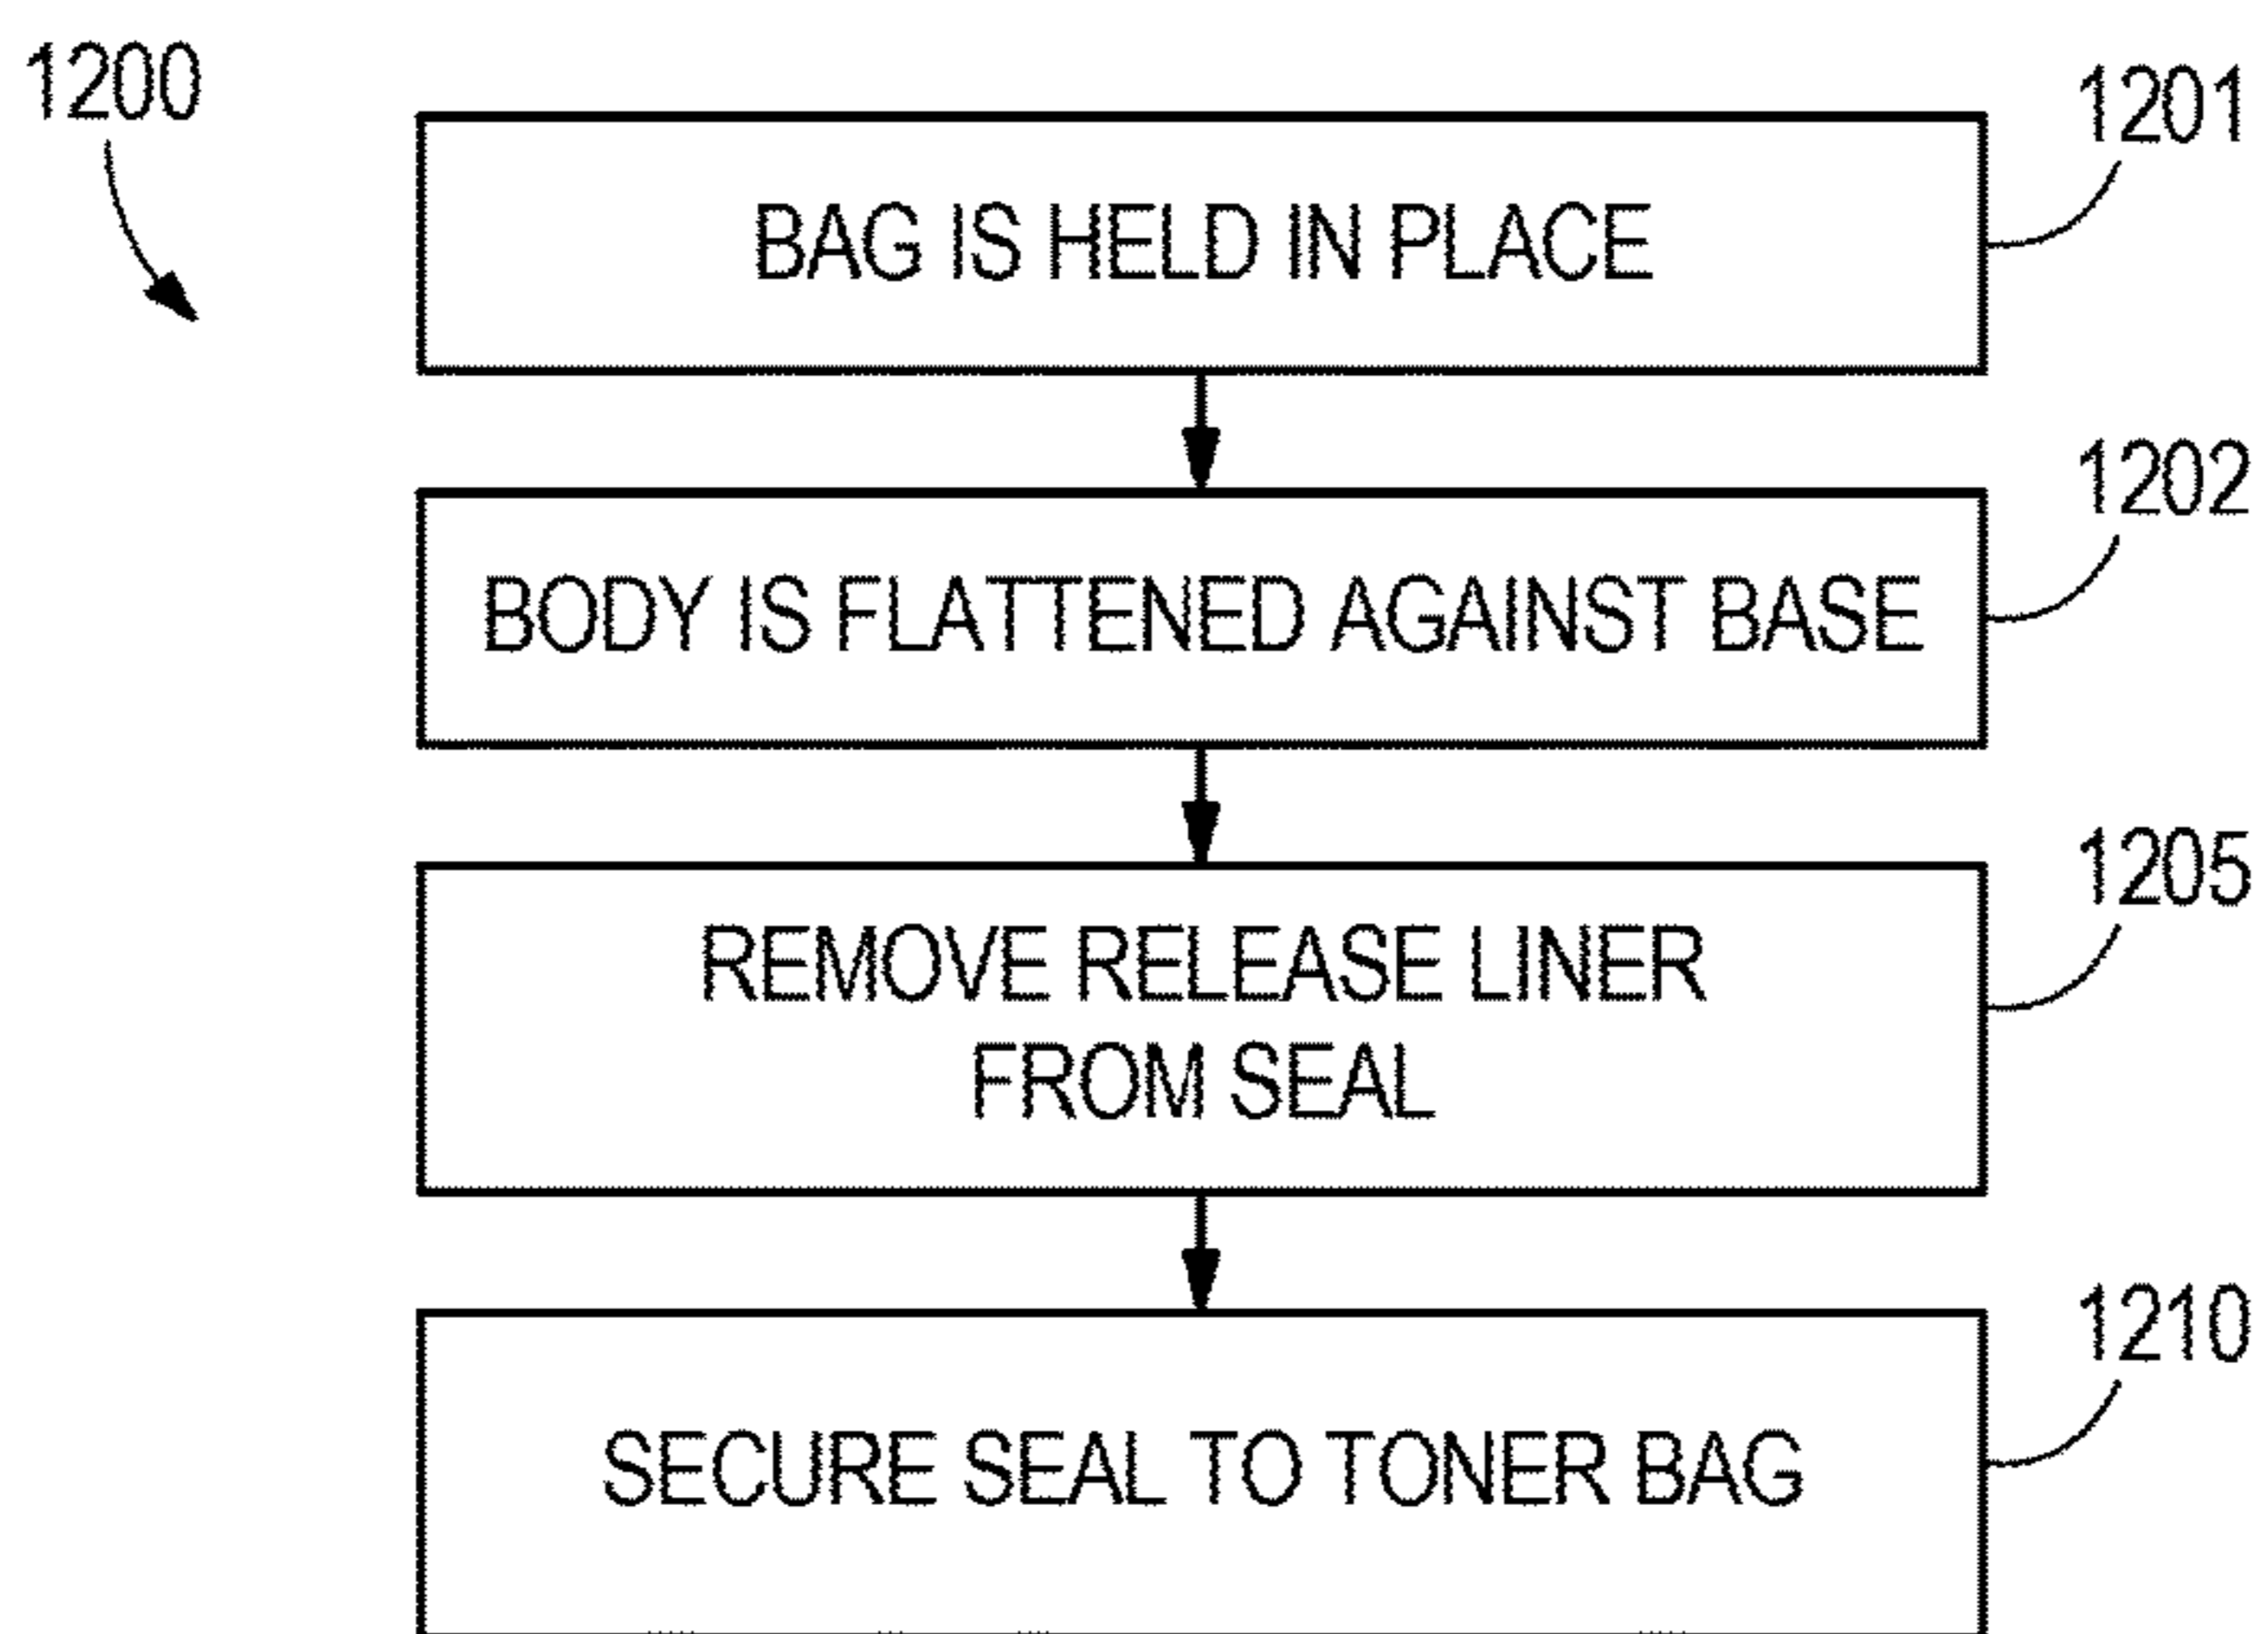 1200
1201
BAG IS HELD IN PLACE
1202
BODY IS FLATTENED AGAINST BASE
1205
REMOVE RELEASE LINER
FROM SEAL
1210
SECURE SEAL TO TONER BAG